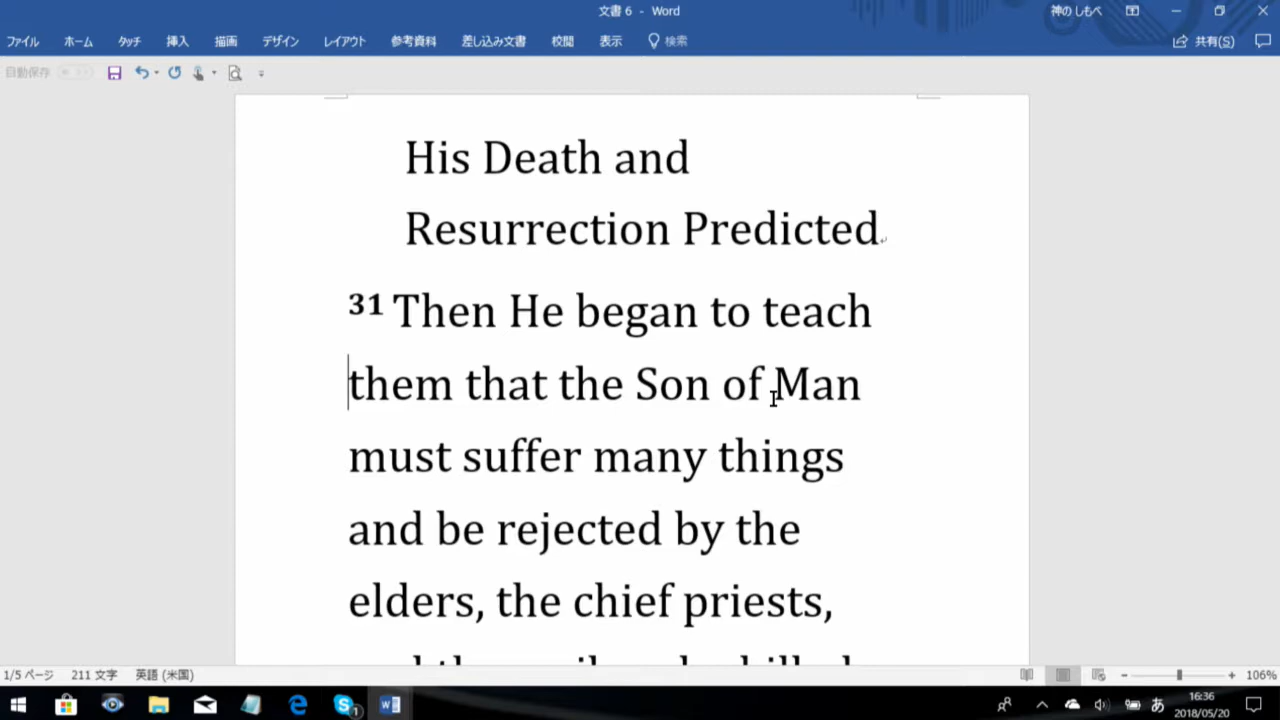 文書 6 - Word
神の しもべ
ファイル ホーム タッチ 挿入 描画 デザイン レイアウト 参考資料 差し込み文書 校閲 表示 検索 共有(S)
自動保存
His Death and
Resurrection Predicted
31 Then He began to teach
them that the Son of Man
must suffer many things
and be rejected by the
elders, the chief priests,
1/5 ページ 211 文字 英語 (米国) 106%
1 あ 16:36
2018/05/20